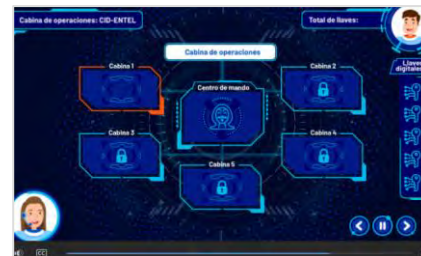 Cabina de operaciones: CID-ENTEL
Total de llaves:
Cabina de operaciones
Llaves
digitales
Cabina 1
Cabina 2
Centro de mando
Cabina 3
Cabina 4
Cabina 5
CC